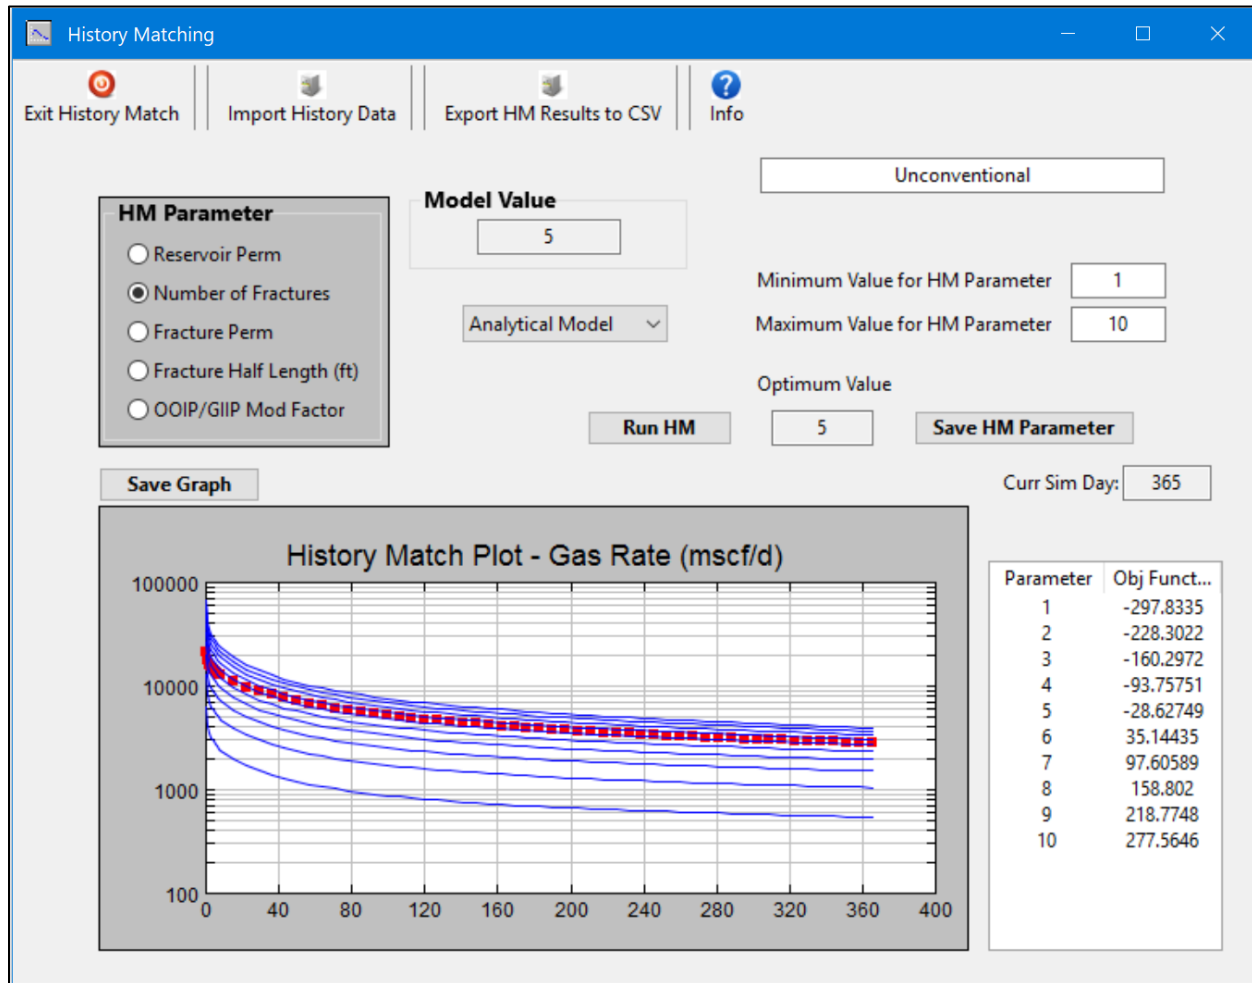 History Matching
Exit History Match
Import History Data
Export HM Results to CSV
Info
Unconventional
HM Parameter
Reservoir Perm
Number of Fractures
Fracture Perm
Fracture Half Length (ft)
OOIP/GIIP Mod Factor
Model Value
5
Analytical Model
Minimum Value for HM Parameter 1
Maximum Value for HM Parameter 10
Optimum Value
Run HM 5 Save HM Parameter
Save Graph
Curr Sim Day: 365
History Match Plot - Gas Rate (mscf/d)
100000
10000
1000
100
0 40 80 120 160 200 240 280 320 360 400
Parameter Obj Funct...
1 -297.8335
2 -228.3022
3 -160.2972
4 -93.75751
5 -28.62749
6 35.14435
7 97.60589
8 158.802
9 218.7748
10 277.5646